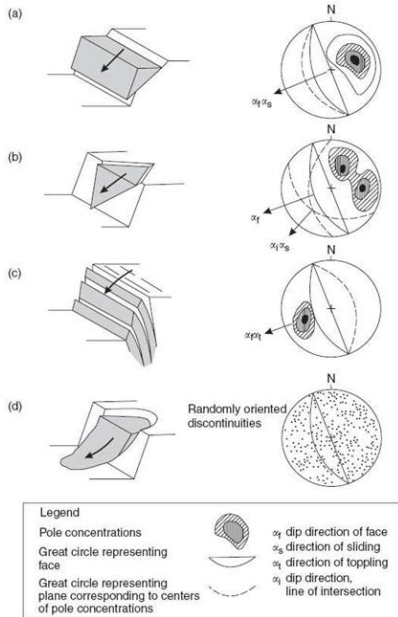 (a)
N
αf αs
(b)
N
αf
αi αs
(c)
N
αfαt
(d)
Randomly oriented
discontinuities
N
Legend
Pole concentrations
Great circle representing
face
Great circle representing
plane corresponding to centers
of pole concentrations
αf dip direction of face
αs direction of sliding
αt direction of toppling
αi dip direction,
line of intersection